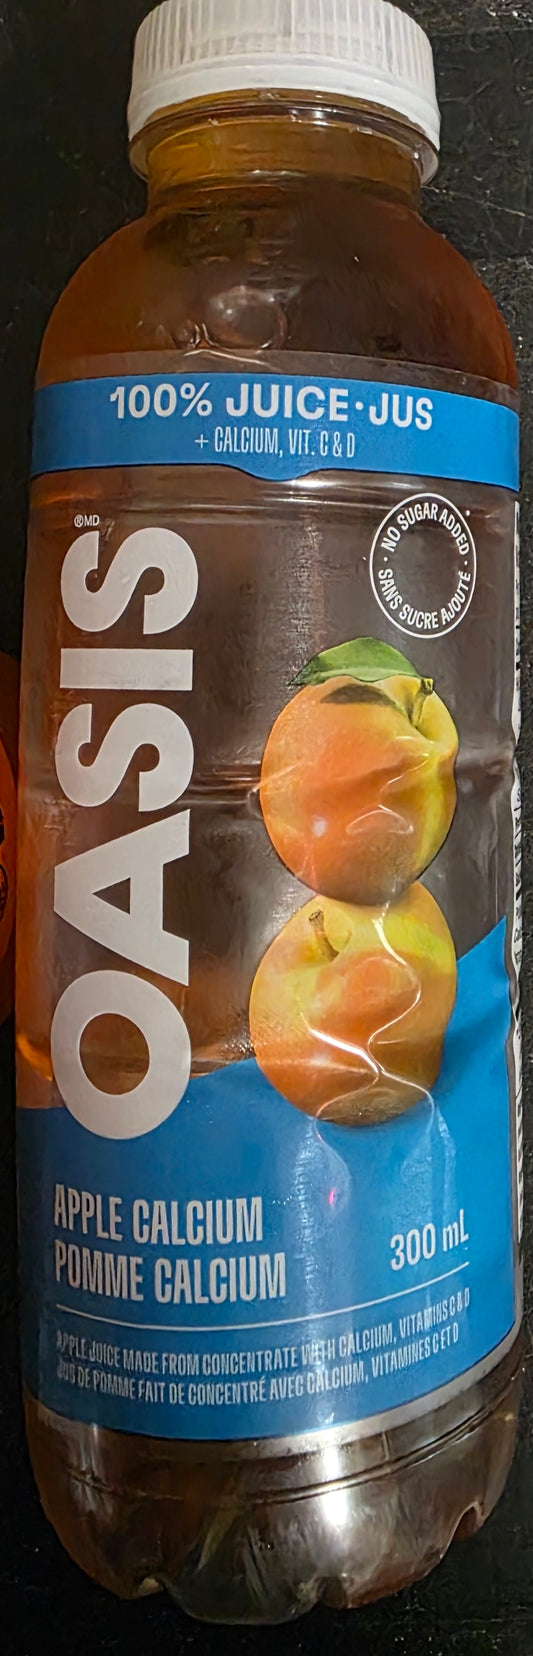 100% JUICE·JUS
+ CALCIUM, VIT. C & D
OASIS
®MD
· NO SUGAR ADDED* ·
SANS SUCRE AJOUTÉ
APPLE CALCIUM
POMME CALCIUM
300 mL
APPLE JUICE MADE FROM CONCENTRATE WITH CALCIUM, VITAMINS C & D
JUS DE POMME FAIT DE CONCENTRÉ AVEC CALCIUM, VITAMINES C ET D